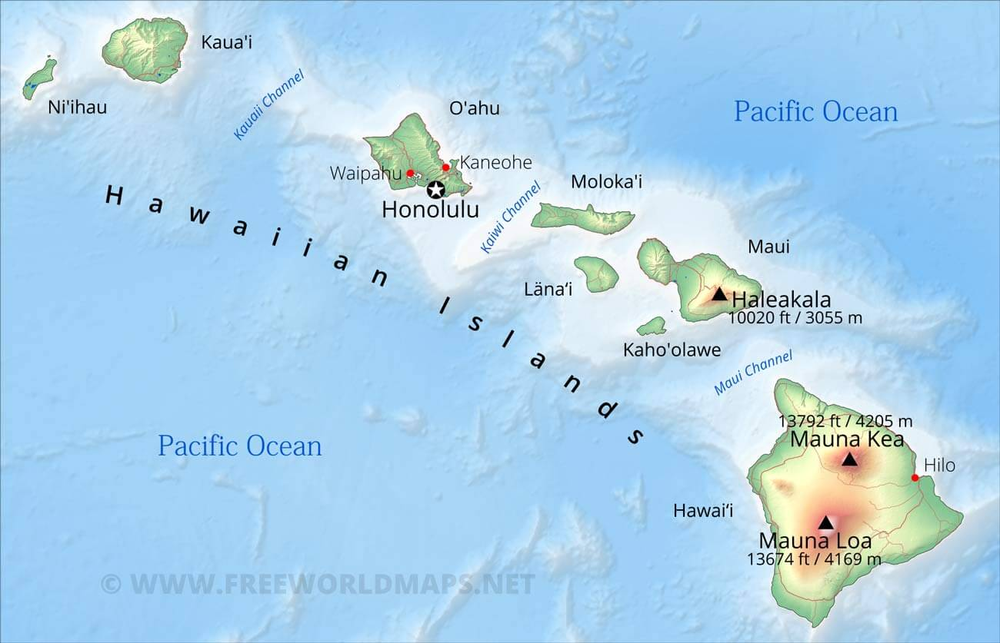 Kaua'i
Ni'ihau
Kauaii Channel
O'ahu
Pacific Ocean
Waipahu
Kaneohe
Honolulu
Kaiwi Channel
Moloka'i
Hawaiian Islands
Maui
Läna‘i
Haleakala
10020 ft / 3055 m
Kaho'olawe
Maui Channel
13792 ft / 4205 m
Mauna Kea
Pacific Ocean
Hilo
Hawai‘i
Mauna Loa
13674 ft / 4169 m
© WWW.FREEWORLDMAPS.NET